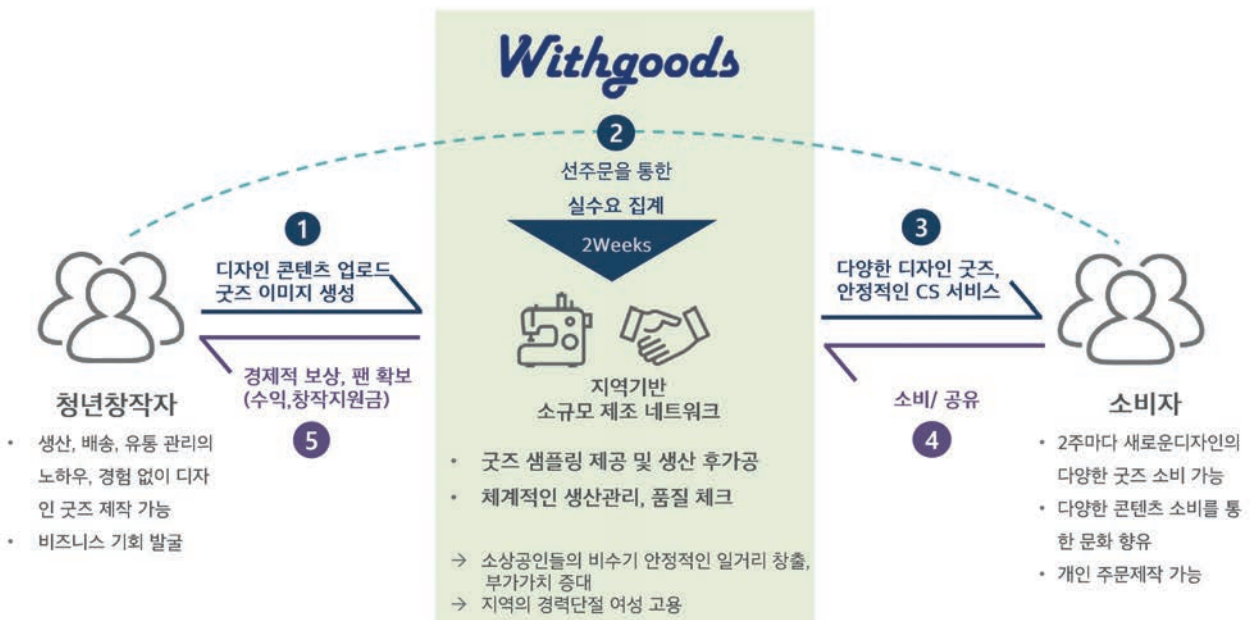 Withgoods
2
선주문을 통한
실수요 집계
2Weeks
1
디자인 콘텐츠 업로드
굿즈 이미지 생성
3
다양한 디자인 굿즈,
안정적인 CS 서비스
경제적 보상, 팬 확보
(수익,창작지원금)
5
소비/ 공유
4
청년창작자
• 생산, 배송, 유통 관리의
노하우, 경험 없이 디자
인 굿즈 제작 가능
• 비즈니스 기회 발굴
지역기반
소규모 제조 네트워크
• 굿즈 샘플링 제공 및 생산 후가공
• 체계적인 생산관리, 품질 체크
→ 소상공인들의 비수기 안정적인 일거리 창출,
부가가치 증대
→ 지역의 경력단절 여성 고용
소비자
• 2주마다 새로운디자인의
다양한 굿즈 소비 가능
• 다양한 콘텐츠 소비를 통
한 문화 향유
• 개인 주문제작 가능